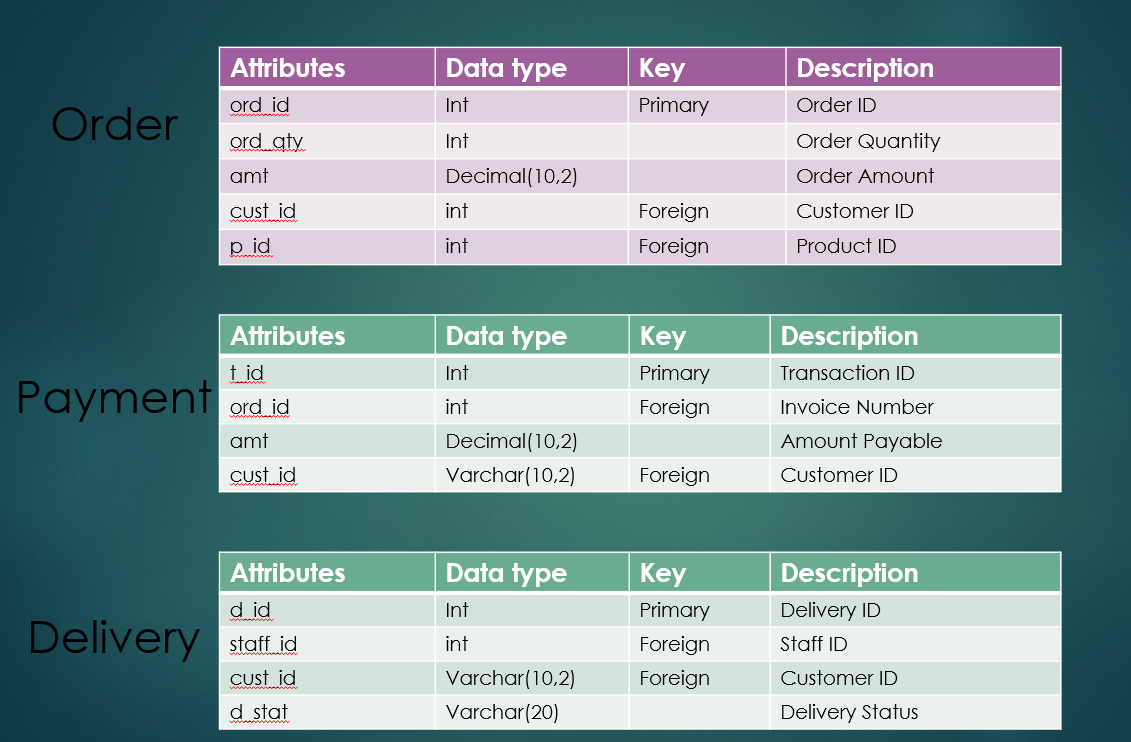 Order
Attributes Data type Key Description
ord_id Int Primary Order ID
ord_qty Int Order Quantity
amt Decimal(10,2) Order Amount
cust_id int Foreign Customer ID
p_id int Foreign Product ID
Payment
Attributes Data type Key Description
t_id Int Primary Transaction ID
ord_id int Foreign Invoice Number
amt Decimal(10,2) Amount Payable
cust_id Varchar(10,2) Foreign Customer ID
Delivery
Attributes Data type Key Description
d_id Int Primary Delivery ID
staff_id int Foreign Staff ID
cust_id Varchar(10,2) Foreign Customer ID
d_stat Varchar(20) Delivery Status